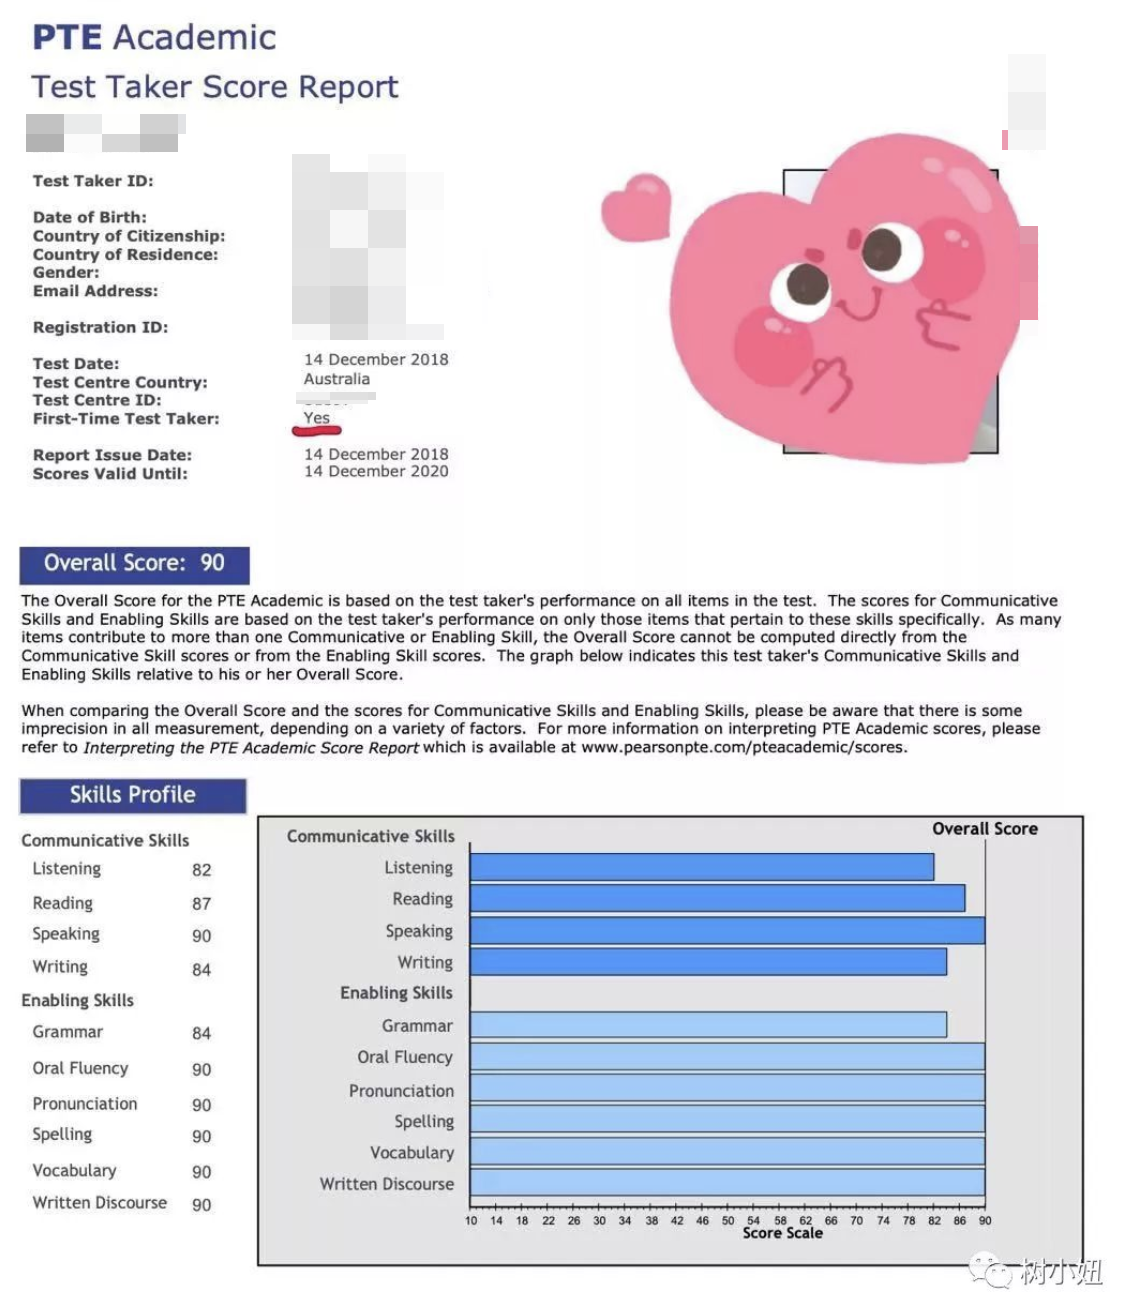 PTE Academic
Test Taker Score Report
Test Taker ID:
Date of Birth:
Country of Citizenship:
Country of Residence:
Gender:
Email Address:
Registration ID:
Test Date: 14 December 2018
Test Centre Country: Australia
Test Centre ID:
First-Time Test Taker: Yes
Report Issue Date: 14 December 2018
Scores Valid Until: 14 December 2020
Overall Score: 90
The Overall Score for the PTE Academic is based on the test taker's performance on all items in the test. The scores for Communicative
Skills and Enabling Skills are based on the test taker's performance on only those items that pertain to these skills specifically. As many
items contribute to more than one Communicative or Enabling Skill, the Overall Score cannot be computed directly from the
Communicative Skill scores or from the Enabling Skill scores. The graph below indicates this test taker's Communicative Skills and
Enabling Skills relative to his or her Overall Score.
When comparing the Overall Score and the scores for Communicative Skills and Enabling Skills, please be aware that there is some
imprecision in all measurement, depending on a variety of factors. For more information on interpreting PTE Academic scores, please
refer to Interpreting the PTE Academic Score Report which is available at www.pearsonpte.com/pteacademic/scores.
Skills Profile
Communicative Skills
Listening 82
Reading 87
Speaking 90
Writing 84
Enabling Skills
Grammar 84
Oral Fluency 90
Pronunciation 90
Spelling 90
Vocabulary 90
Written Discourse 90
Overall Score
Communicative Skills
Listening
Reading
Speaking
Writing
Enabling Skills
Grammar
Oral Fluency
Pronunciation
Spelling
Vocabulary
Written Discourse
10 14 18 22 26 30 34 38 42 46 50 54 58 62 66 70 74 78 82 86 90
Score Scale
树小妞